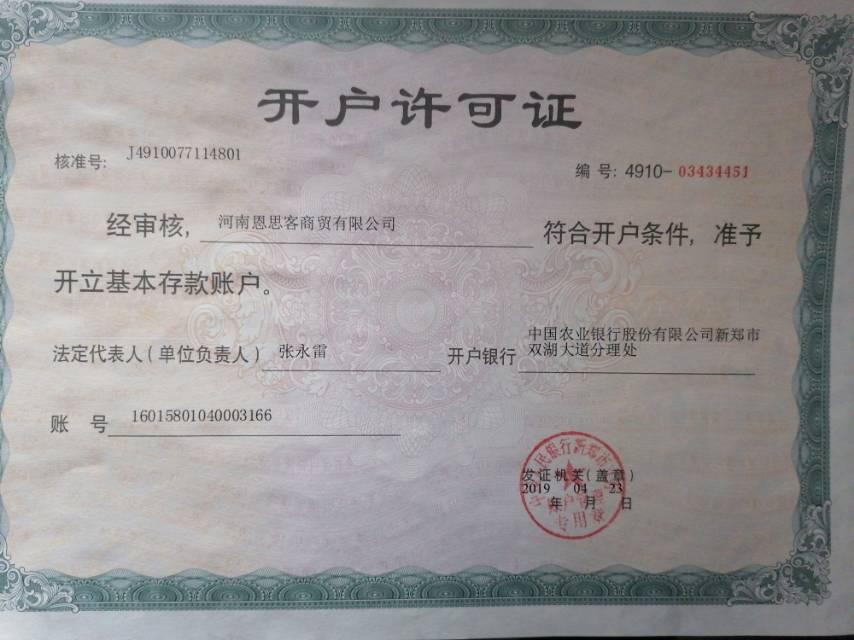 开户许可证
核准号: J4910077114801
编号: 4910-03434451
经审核, 河南恩思客商贸有限公司 符合开户条件, 准予
开立基本存款账户。
法定代表人(单位负责人) 张永雷 开户银行 中国农业银行股份有限公司新郑市
双湖大道分理处
账 号 16015801040003166
发证机关(盖章)
2019 04 23
年 月 日
专用章